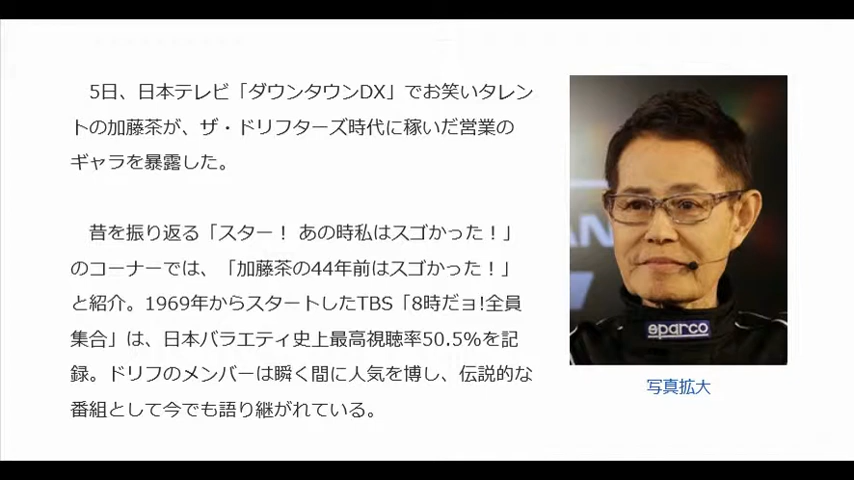 5日、日本テレビ「ダウンタウンDX」でお笑いタレン
トの加藤茶が、ザ・ドリフターズ時代に稼いだ営業の
ギャラを暴露した。
昔を振り返る「スター！ あの時私はスゴかった！」
のコーナーでは、「加藤茶の44年前はスゴかった！」
と紹介。1969年からスタートしたTBS「8時だョ!全員
集合」は、日本バラエティ史上最高視聴率50.5%を記
録。ドリフのメンバーは瞬く間に人気を博し、伝説的な
番組として今でも語り継がれている。
AN
sparco
写真拡大